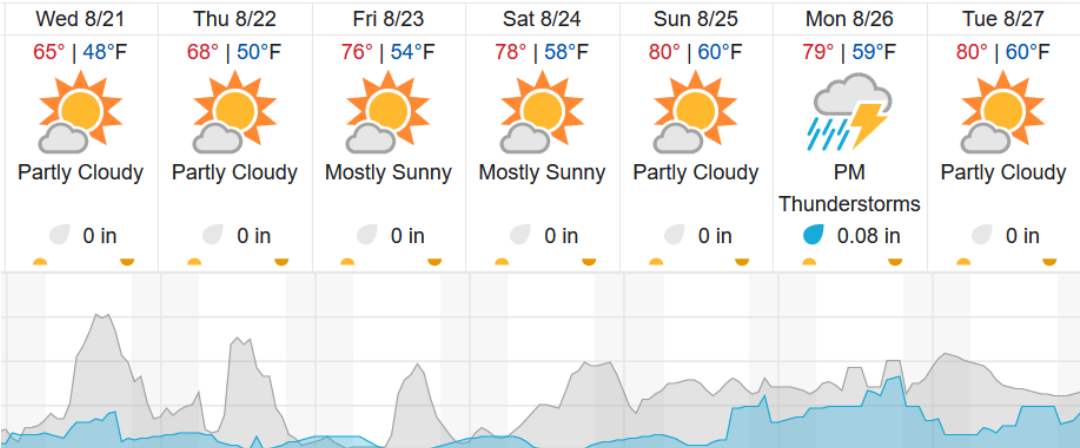 Wed 8/21 Thu 8/22 Fri 8/23 Sat 8/24 Sun 8/25 Mon 8/26 Tue 8/27
65° | 48°F 68° | 50°F 76° | 54°F 78° | 58°F 80° | 60°F 79° | 59°F 80° | 60°F
Partly Cloudy Partly Cloudy Mostly Sunny Mostly Sunny Partly Cloudy PM Partly Cloudy
Thunderstorms
0 in 0 in 0 in 0 in 0 in 0.08 in 0 in